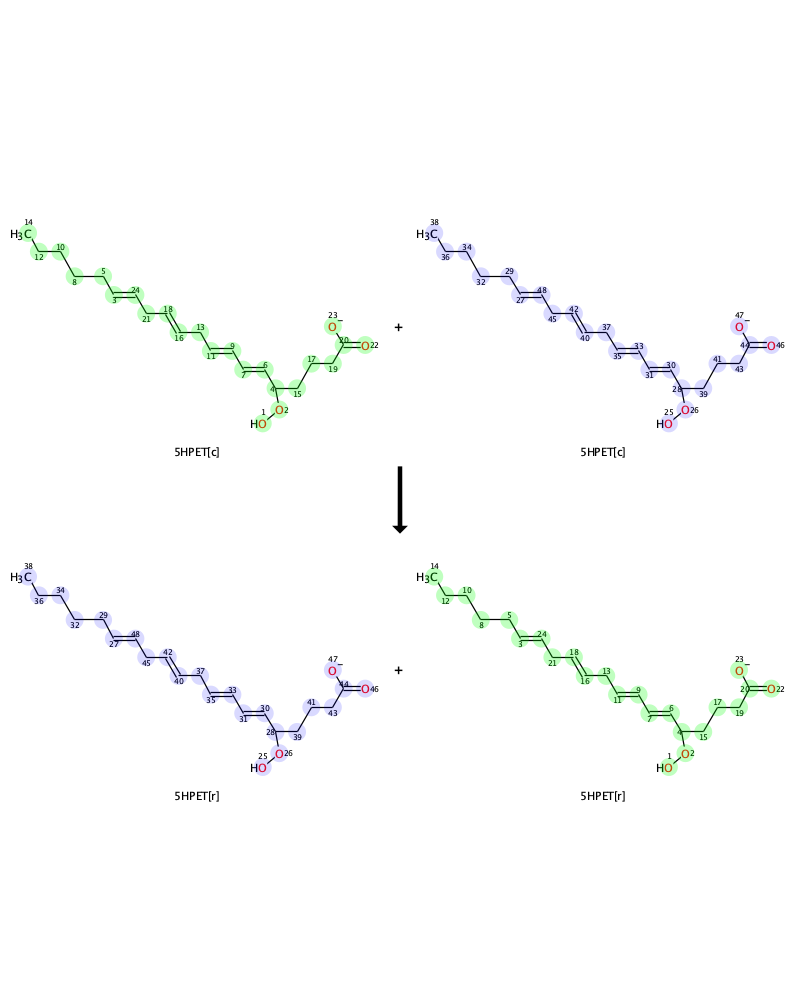 14 38
H3C H3C
10 34
12 36
5 29
8 32
24 48
3 27
18 42 23 47
21 45 O– O–
13 37 + 
16 40 20 O 22 44 O 46
9 33
11 35
6 30 17 41
7 31 19 43
4 28
15 39
1 O 2 25 O 26
HO HO
5HPET[c] 5HPET[c]
38 14
H3C H3C
34 10
36 12
29 5
32 8
48 24
27 3
42 18 47 23
45 21 O– O–
37 13 +
40 16 44 O 46 20 O 22
33 9
35 11
30 6 41 17
31 7 43 19
28 4
39 15
25 O 26 1 O 2
HO HO
5HPET[r] 5HPET[r]